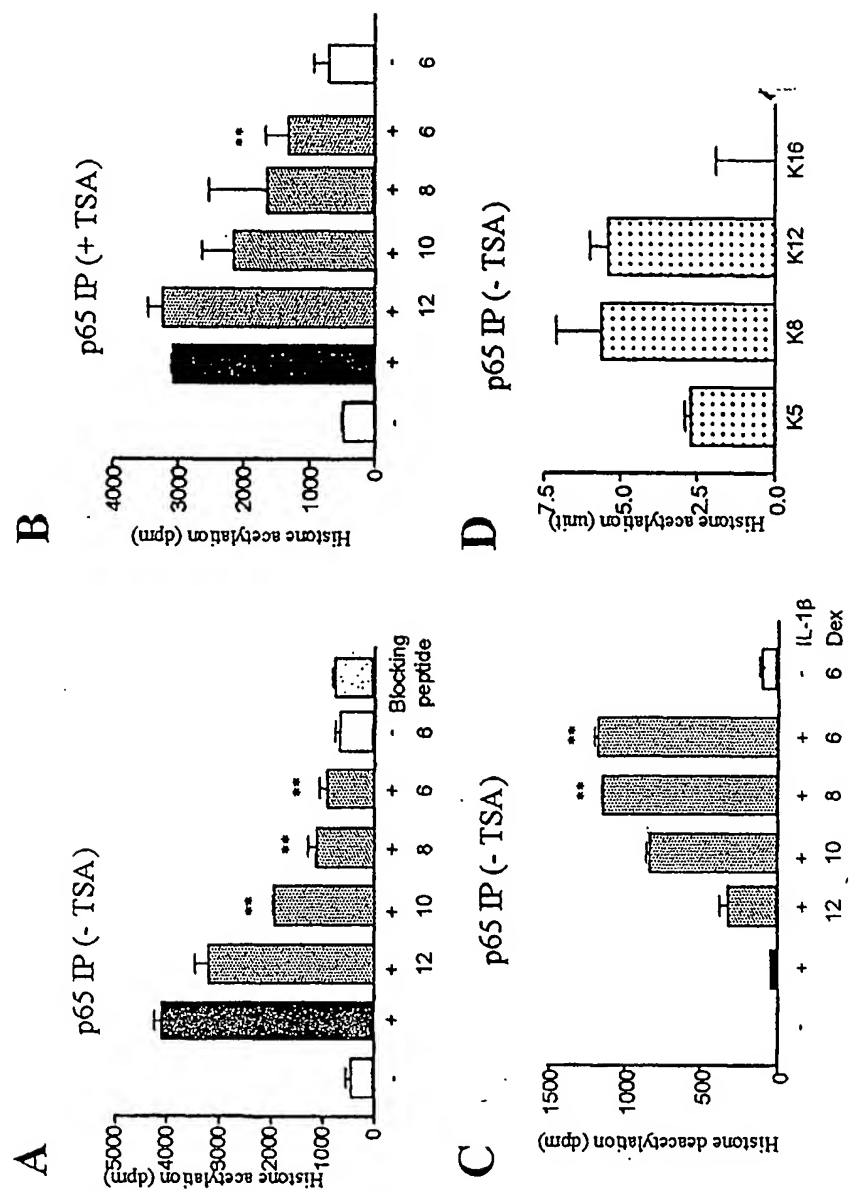 A
p65 IP (- TSA)
Histone acetylation (dpm)
5000
4000
3000
2000
1000
0
**
**
**
- + + + + + - Blocking
12 10 8 6 6 peptide
B
p65 IP (+ TSA)
Histone acetylation (dpm)
4000
3000
2000
1000
0
**
- + + + + + -
12 10 8 6 6
C
p65 IP (- TSA)
Histone deacetylation (dpm)
1500
1000
500
0
**
**
- + + + + + - IL-1β
12 10 8 6 6 Dex
D
p65 IP (- TSA)
Histone acetylation (unit)
7.5
5.0
2.5
0.0
K5 K8 K12 K16